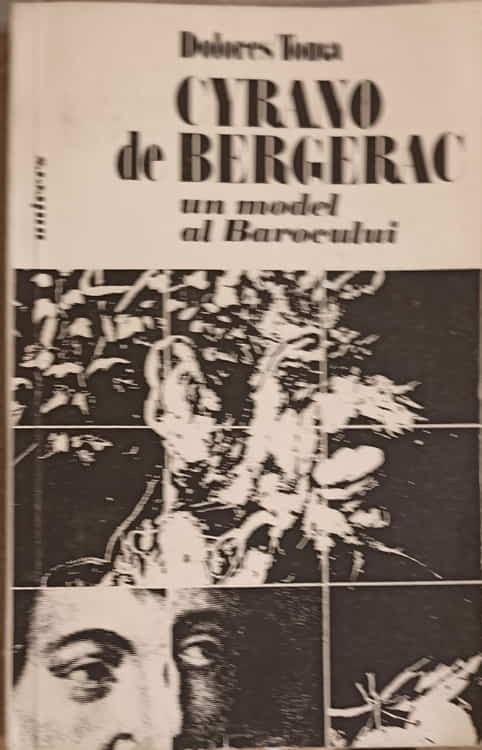 Dolores Toma
CYRANO
de BERGERAC
un model
al Barocului
univers